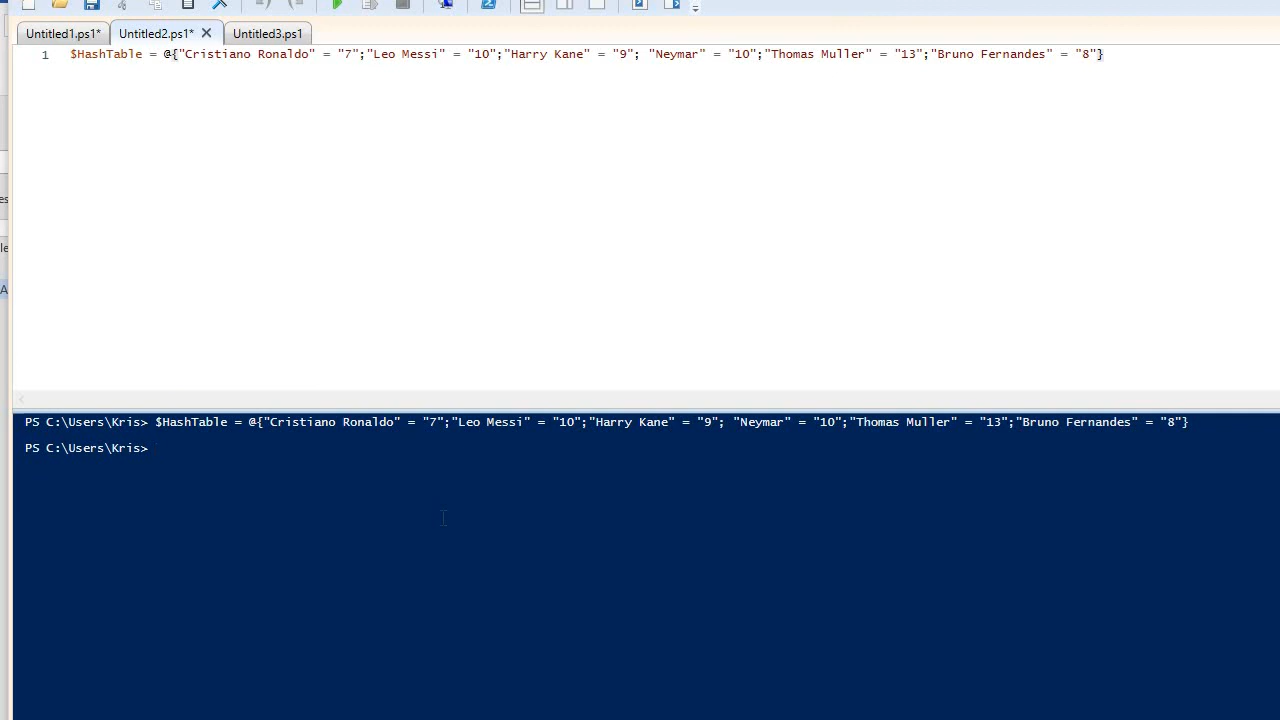 Untitled1.ps1* Untitled2.ps1* Untitled3.ps1
1 $HashTable = @{"Cristiano Ronaldo" = "7";"Leo Messi" = "10";"Harry Kane" = "9"; "Neymar" = "10";"Thomas Muller" = "13";"Bruno Fernandes" = "8"}
PS C:\Users\Kris> $HashTable = @{"Cristiano Ronaldo" = "7";"Leo Messi" = "10";"Harry Kane" = "9"; "Neymar" = "10";"Thomas Muller" = "13";"Bruno Fernandes" = "8"}
PS C:\Users\Kris>